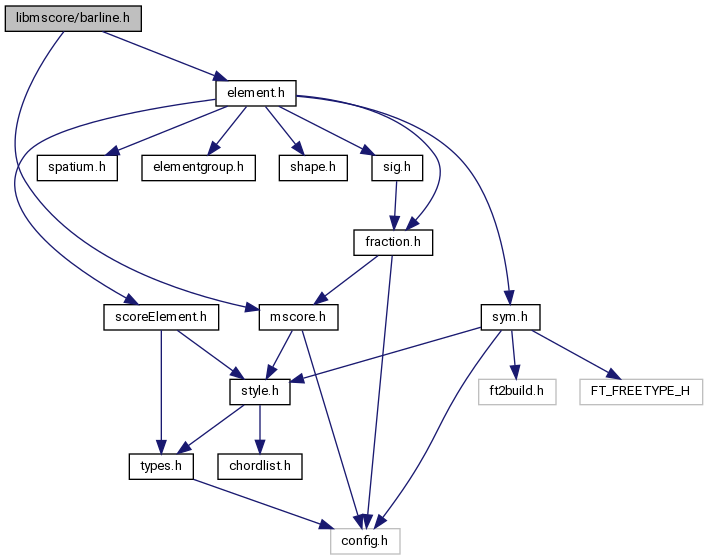 libmscore/barline.h
element.h
spatium.h
elementgroup.h
shape.h
sig.h
fraction.h
scoreElement.h
mscore.h
sym.h
style.h
ft2build.h
FT_FREETYPE_H
types.h
chordlist.h
config.h